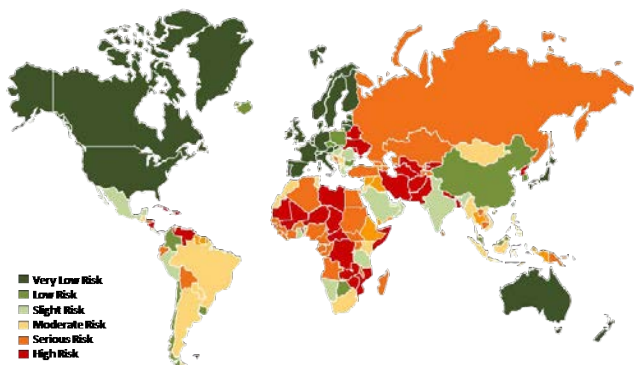 Very Low Risk
Low Risk
Slight Risk
Moderate Risk
Serious Risk
High Risk